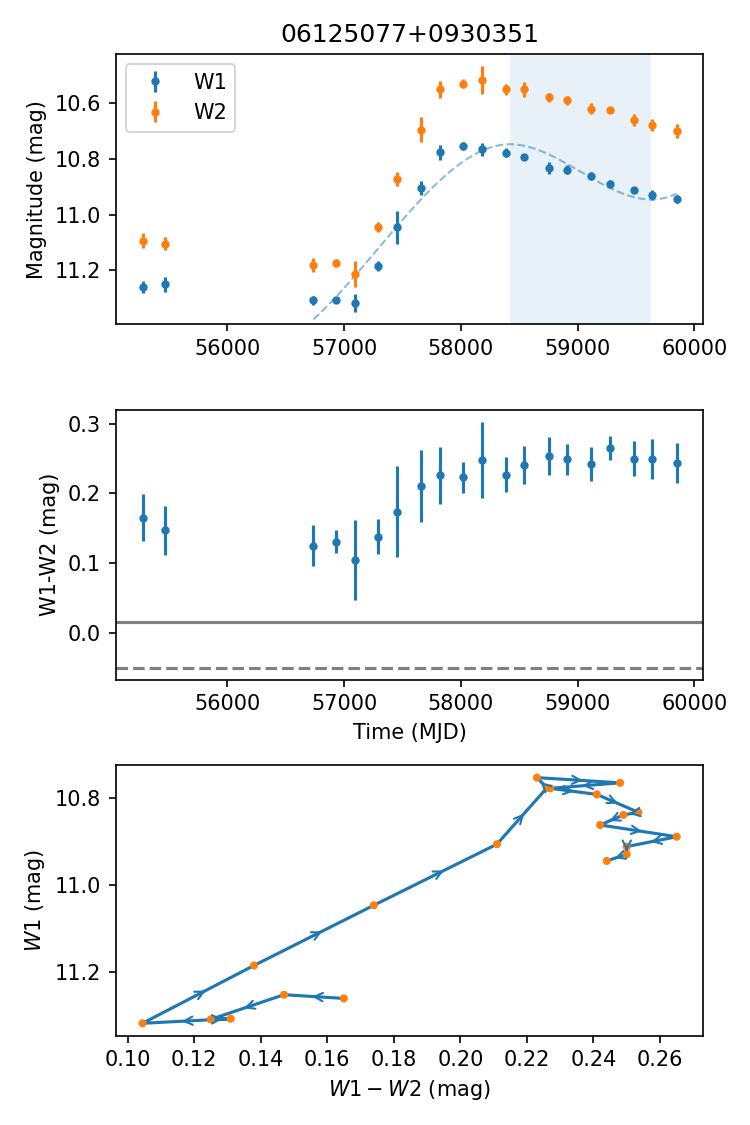 06125077+0930351
W1
W2
Magnitude (mag)
10.6
10.8
11.0
11.2
56000 57000 58000 59000 60000
W1-W2 (mag)
0.3
0.2
0.1
0.0
56000 57000 58000 59000 60000
Time (MJD)
W1 (mag)
10.8
11.0
11.2
0.10 0.12 0.14 0.16 0.18 0.20 0.22 0.24 0.26
W1 − W2 (mag)